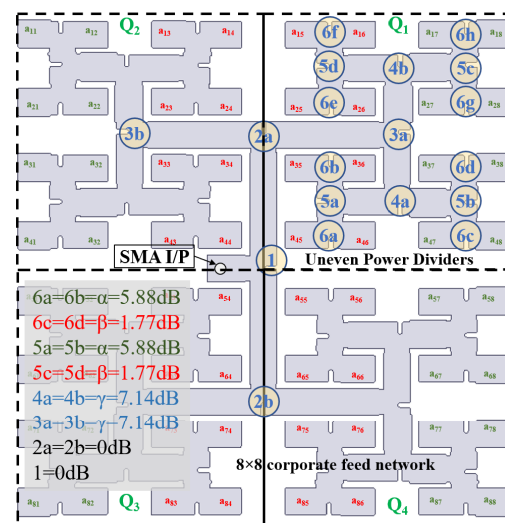 Q₂ Q₁
a₁₁ a₁₂ a₁₃ a₁₄ a₁₅ 6f a₁₆ a₁₇ 6h a₁₈
5d 4b 5c
a₂₁ a₂₂ a₂₃ a₂₄ a₂₅ 6e a₂₆ a₂₇ 6g a₂₈
3b 2a 3a
a₃₁ a₃₂ a₃₃ a₃₄ a₃₅ 6b a₃₆ a₃₇ 6d a₃₈
5a 4a 5b
a₄₁ a₄₂ a₄₃ a₄₄ a₄₅ 6a a₄₆ a₄₇ 6c a₄₈
SMA I/P 1 Uneven Power Dividers
6a=6b=α=5.88dB a₅₄ a₅₅ a₅₆ a₅₇ a₅₈
6c=6d=β=1.77dB
5a=5b=α=5.88dB
5c=5d=β=1.77dB a₆₄ a₆₅ a₆₆ a₆₇ a₆₈
4a=4b=γ=7.14dB 2b
3a=3b=γ=7.14dB a₇₄ a₇₅ a₇₆ a₇₇ a₇₈
2a=2b=0dB
1=0dB 8×8 corporate feed network
a₈₁ a₈₂ a₈₃ a₈₄ a₈₅ a₈₆ a₈₇ a₈₈
Q₃ Q₄